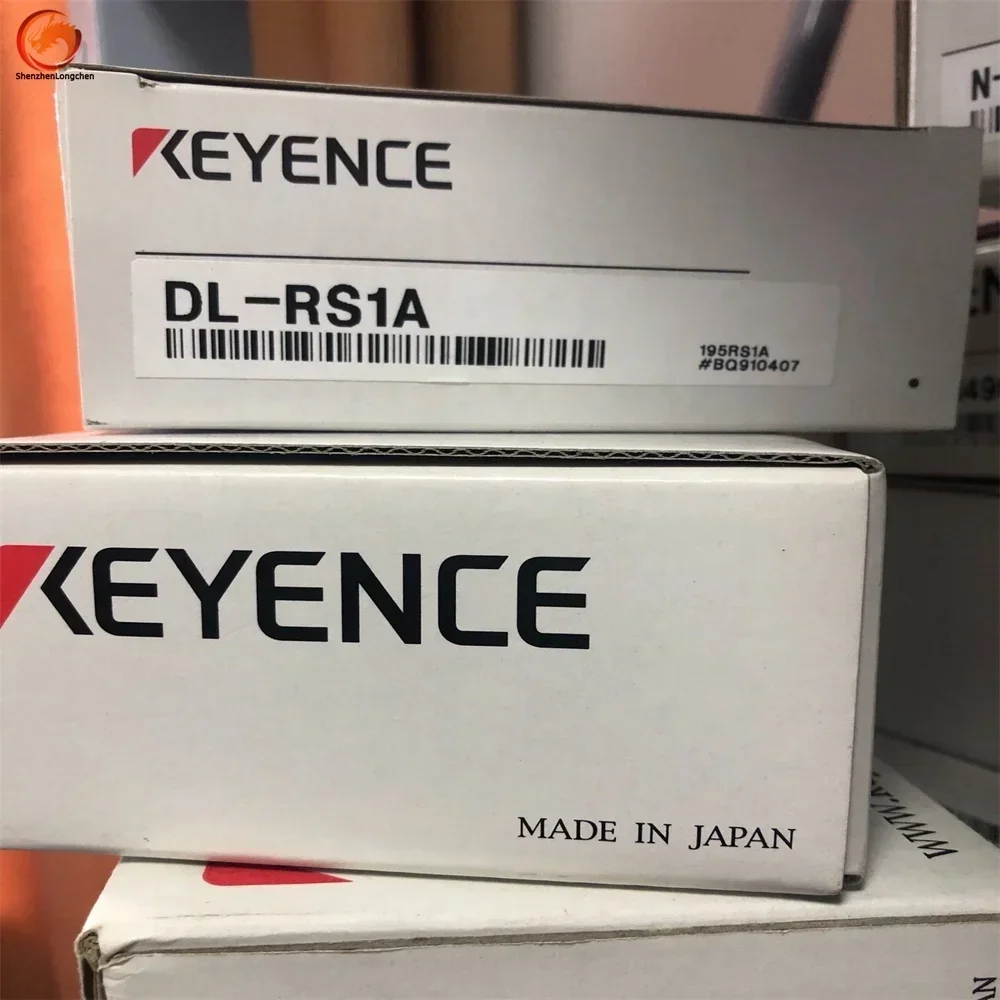 ShenzhenLongchen
N-
KEYENCE
DL-RS1A
195RS1A
#BQ910407
KEYENCE
MADE IN JAPAN